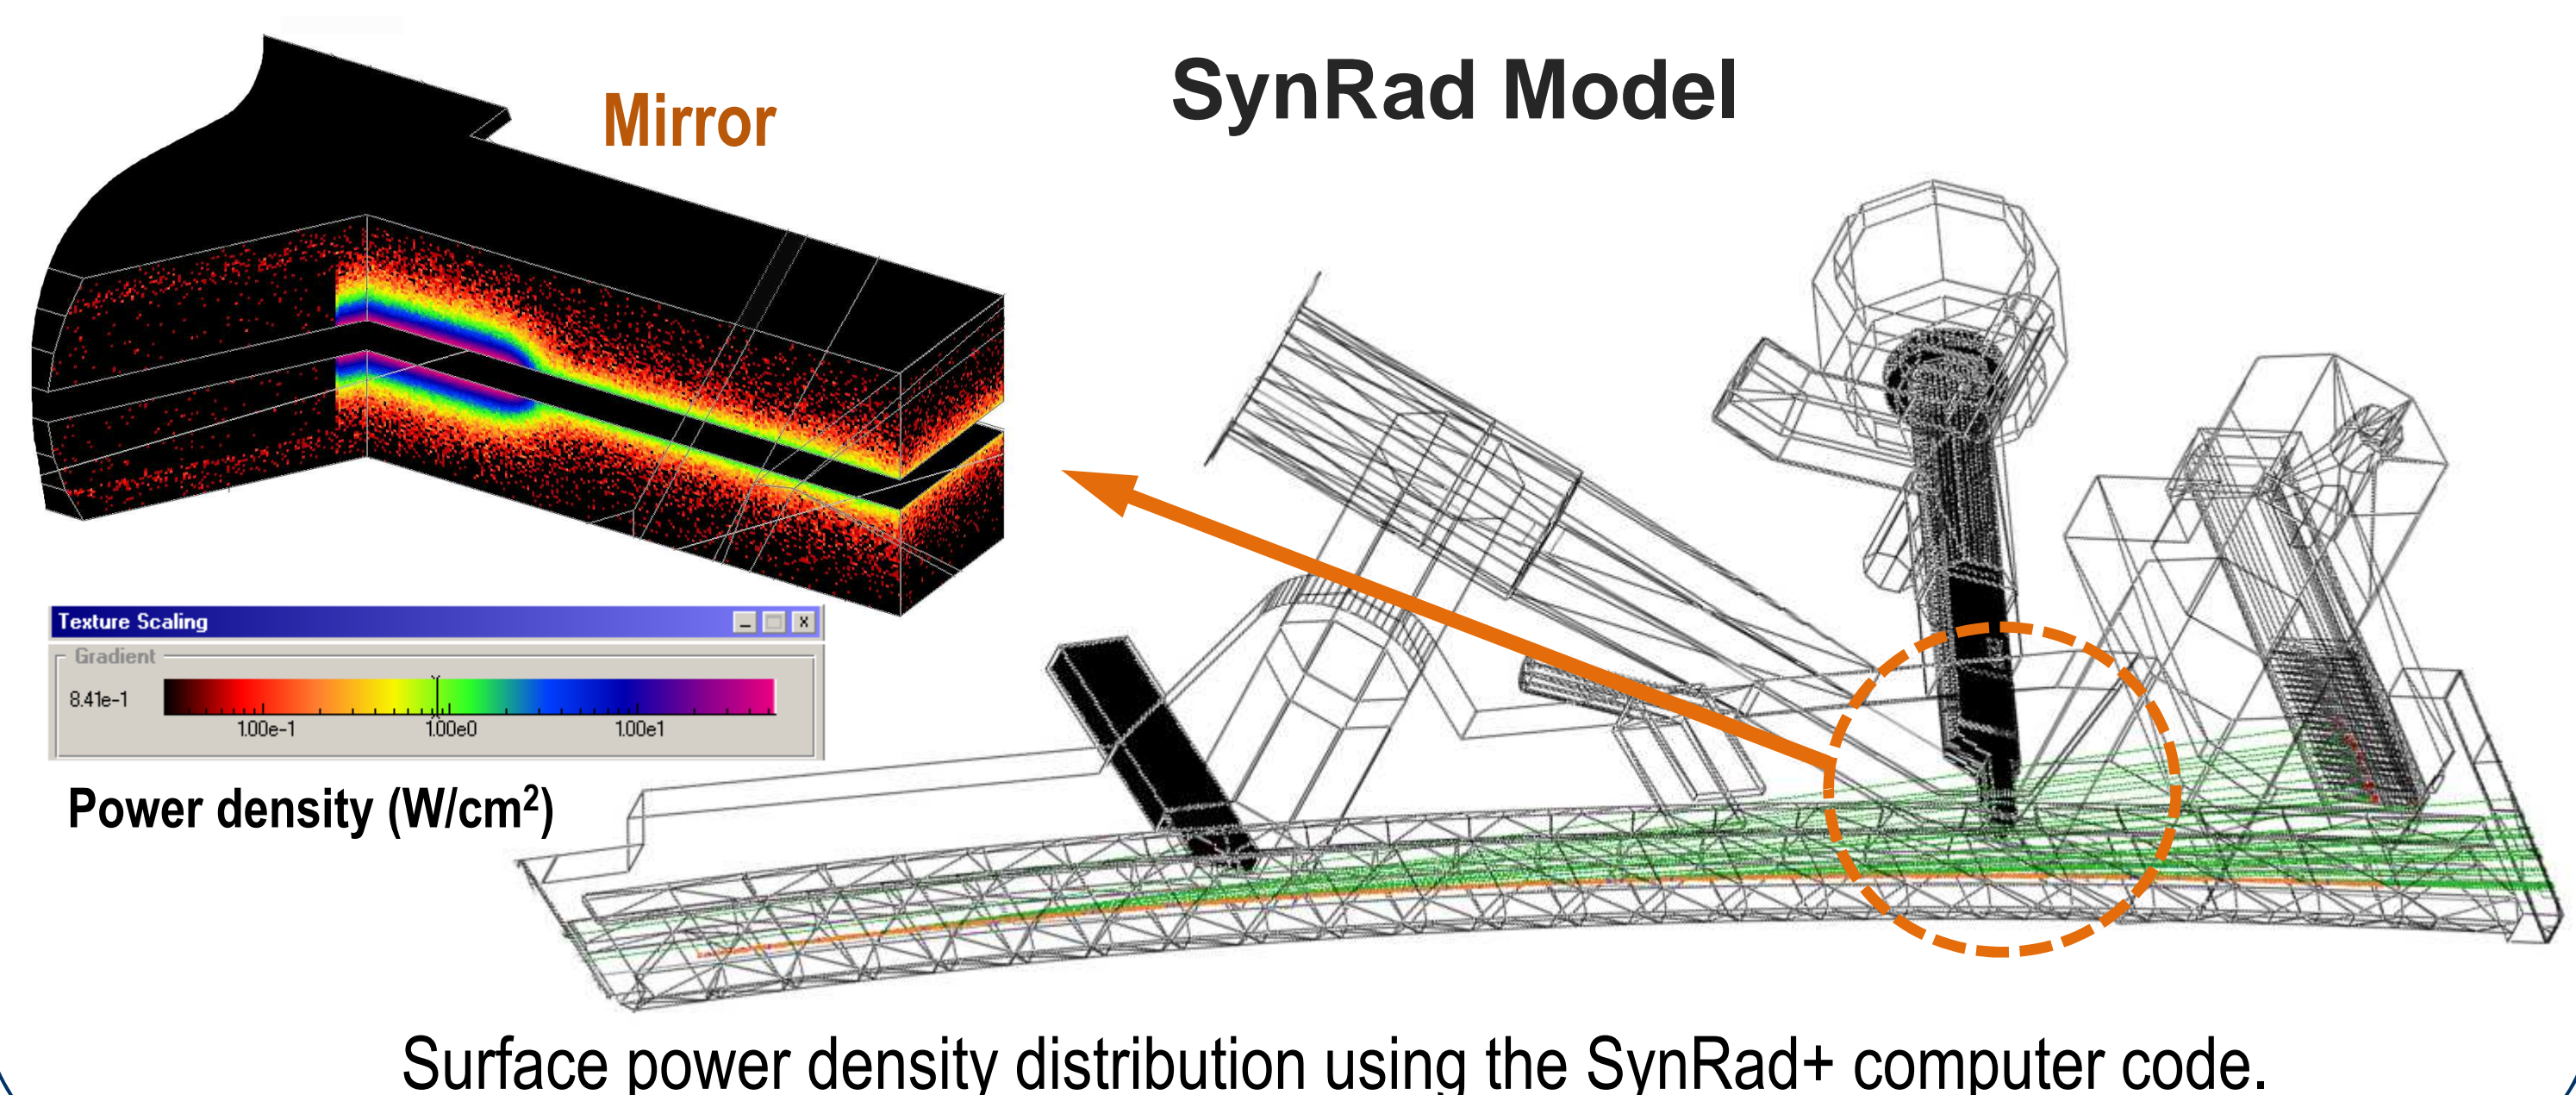 SynRad Model
Mirror
Texture Scaling
Gradient
8.41e-1
1.00e-1 1.00e0 1.00e1
Power density (W/cm²)
Surface power density distribution using the SynRad+ computer code.